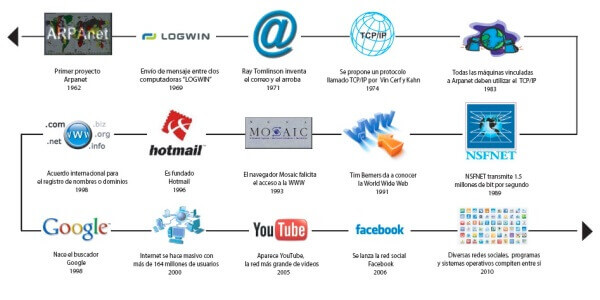 ARPAnet
LOGWIN
@
TCP/IP
Primer proyecto
Arpanet
1962
Envío de mensaje entre dos
computadoras "LOGWIN"
1969
Ray Tomlinson inventa
el correo y el arroba
1971
Se propone un protocolo
llamado TCP/IP por Vin Cerf y Kahn
1974
Todas las máquinas vinculadas
a Arpanet deben utilizar el TCP/IP
1983
.com .biz
www .org
.net .info
hotmail
MOSAIC
WWW
NSFNET
Acuerdo internacional para
el registro de nombres o dominios
1998
Es fundado
Hotmail
1996
El navegador Mosaic falicita
el acceso a la WWW
1993
Tim Berners da a conocer
la World Wide Web
1991
NSFNET transmite 1.5
millones de bit por segundo
1989
Google
YouTube
facebook
Nace el buscador
Google
1998
Internet se hace masivo con
más de 164 millones de usuarios
2000
Aparece YouTube,
la red más grande de videos
2005
Se lanza la red social
Facebook
2006
Diversas redes sociales, programas
y sistemas operativos compiten entre si
2010